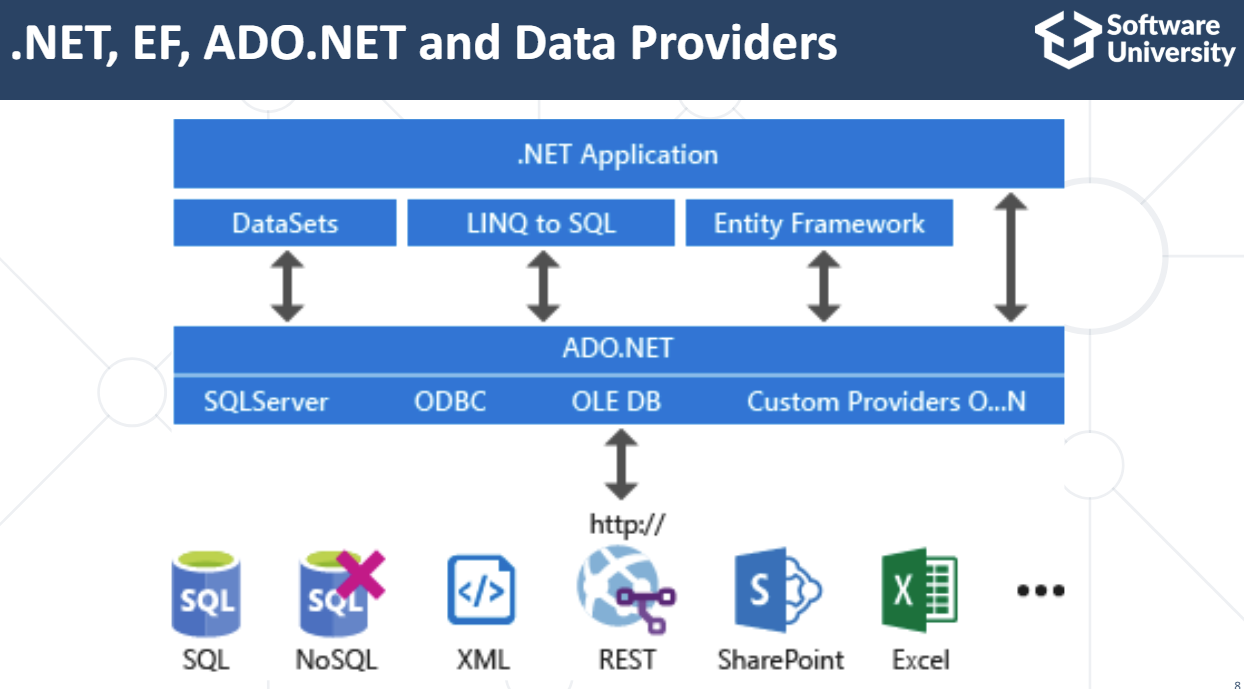 .NET, EF, ADO.NET and Data Providers
Software
University
.NET Application
DataSets
LINQ to SQL
Entity Framework
ADO.NET
SQLServer
ODBC
OLE DB
Custom Providers O...N
http://
SQL
SQL
</>
S
X
SQL
NoSQL
XML
REST
SharePoint
Excel
8